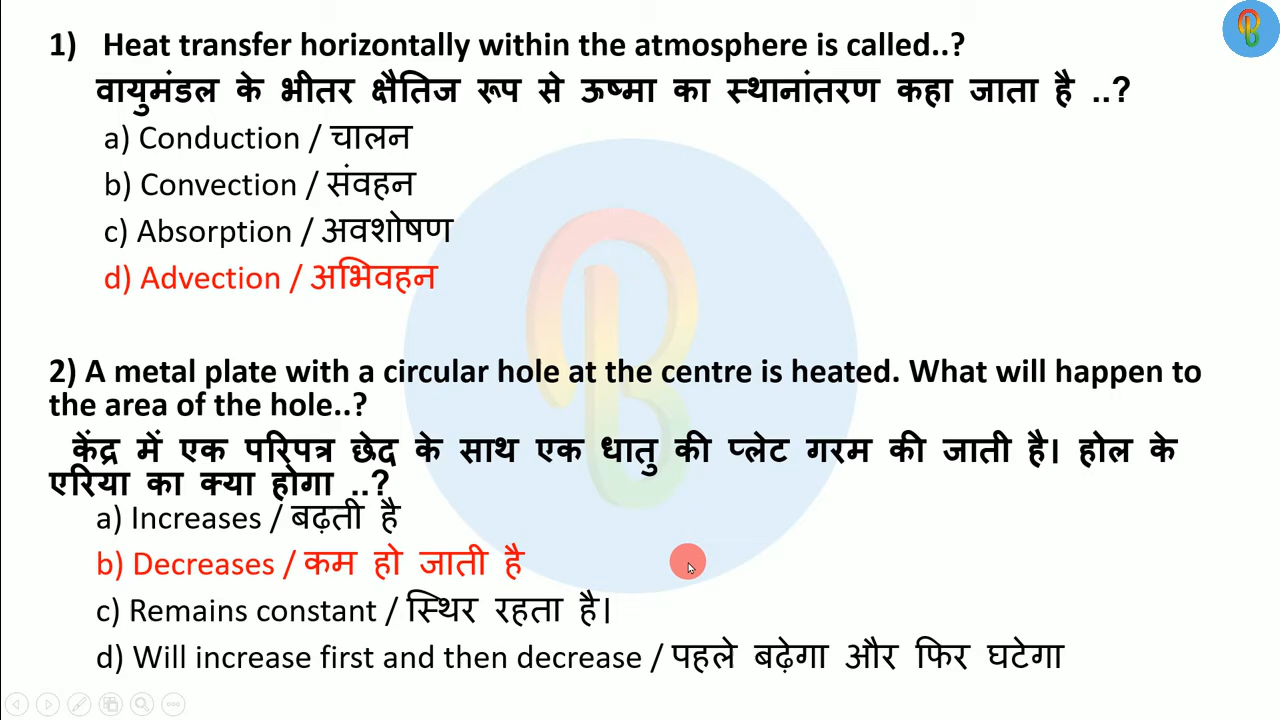 1) Heat transfer horizontally within the atmosphere is called..?
वायुमंडल के भीतर क्षैतिज रूप से ऊष्मा का स्थानांतरण कहा जाता है ..?
a) Conduction / चालन
b) Convection / संवहन
c) Absorption / अवशोषण
d) Advection / अभिवहन
2) A metal plate with a circular hole at the centre is heated. What will happen to
the area of the hole..?
केंद्र में एक परिपत्र छेद के साथ एक धातु की प्लेट गरम की जाती है। होल के
एरिया का क्या होगा ..?
a) Increases / बढ़ती है
b) Decreases / कम हो जाती है
c) Remains constant / स्थिर रहता है।
d) Will increase first and then decrease / पहले बढ़ेगा और फिर घटेगा